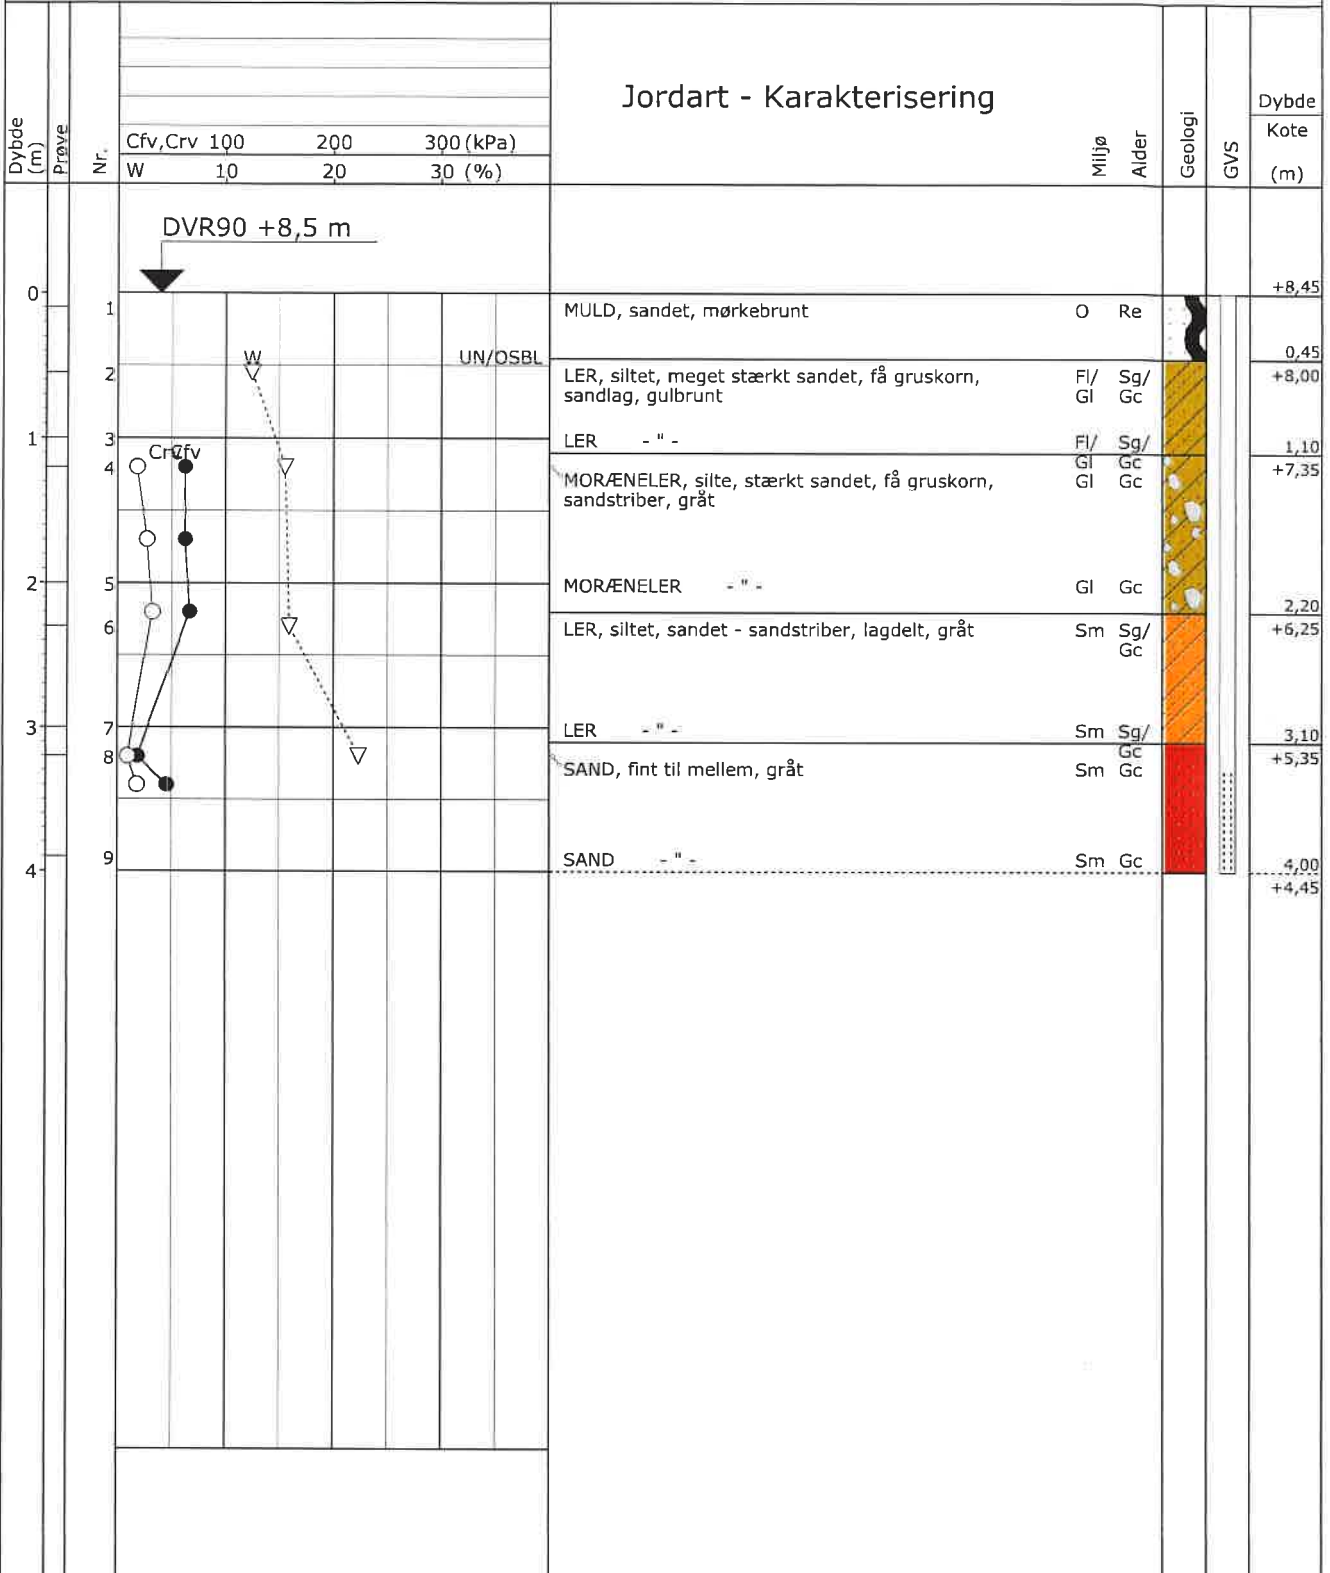 Jordart - Karakterisering
Dybde (m)
Prøve
Nr.
Cfv,Crv 100 200 300 (kPa)
W 10 20 30 (%)
Miljø
Alder
Geologi
GVS
Dybde
Kote
(m)
DVR90 +8,5 m
0
1
MULD, sandet, mørkebrunt O Re
+8,45
W
UN/OSBL
0,45
2
LER, siltet, meget stærkt sandet, få gruskorn, Fl/ Sg/
+8,00
sandlag, gulbrunt Gl Gc
1
3
LER - " - Fl/ Sg/
1,10
Gl Gc
Crv
Cfv
4
+7,35
MORÆNELER, silte, stærkt sandet, få gruskorn, Gl Gc
sandstriber, gråt
2
5
MORÆNELER - " - Gl Gc
2,20
6
LER, siltet, sandet - sandstriber, lagdelt, gråt Sm Sg/
+6,25
Gc
3
7
LER - " - Sm Sg/
3,10
Gc
8
+5,35
SAND, fint til mellem, gråt Sm Gc
9
SAND - " - Sm Gc
4
4,00
+4,45